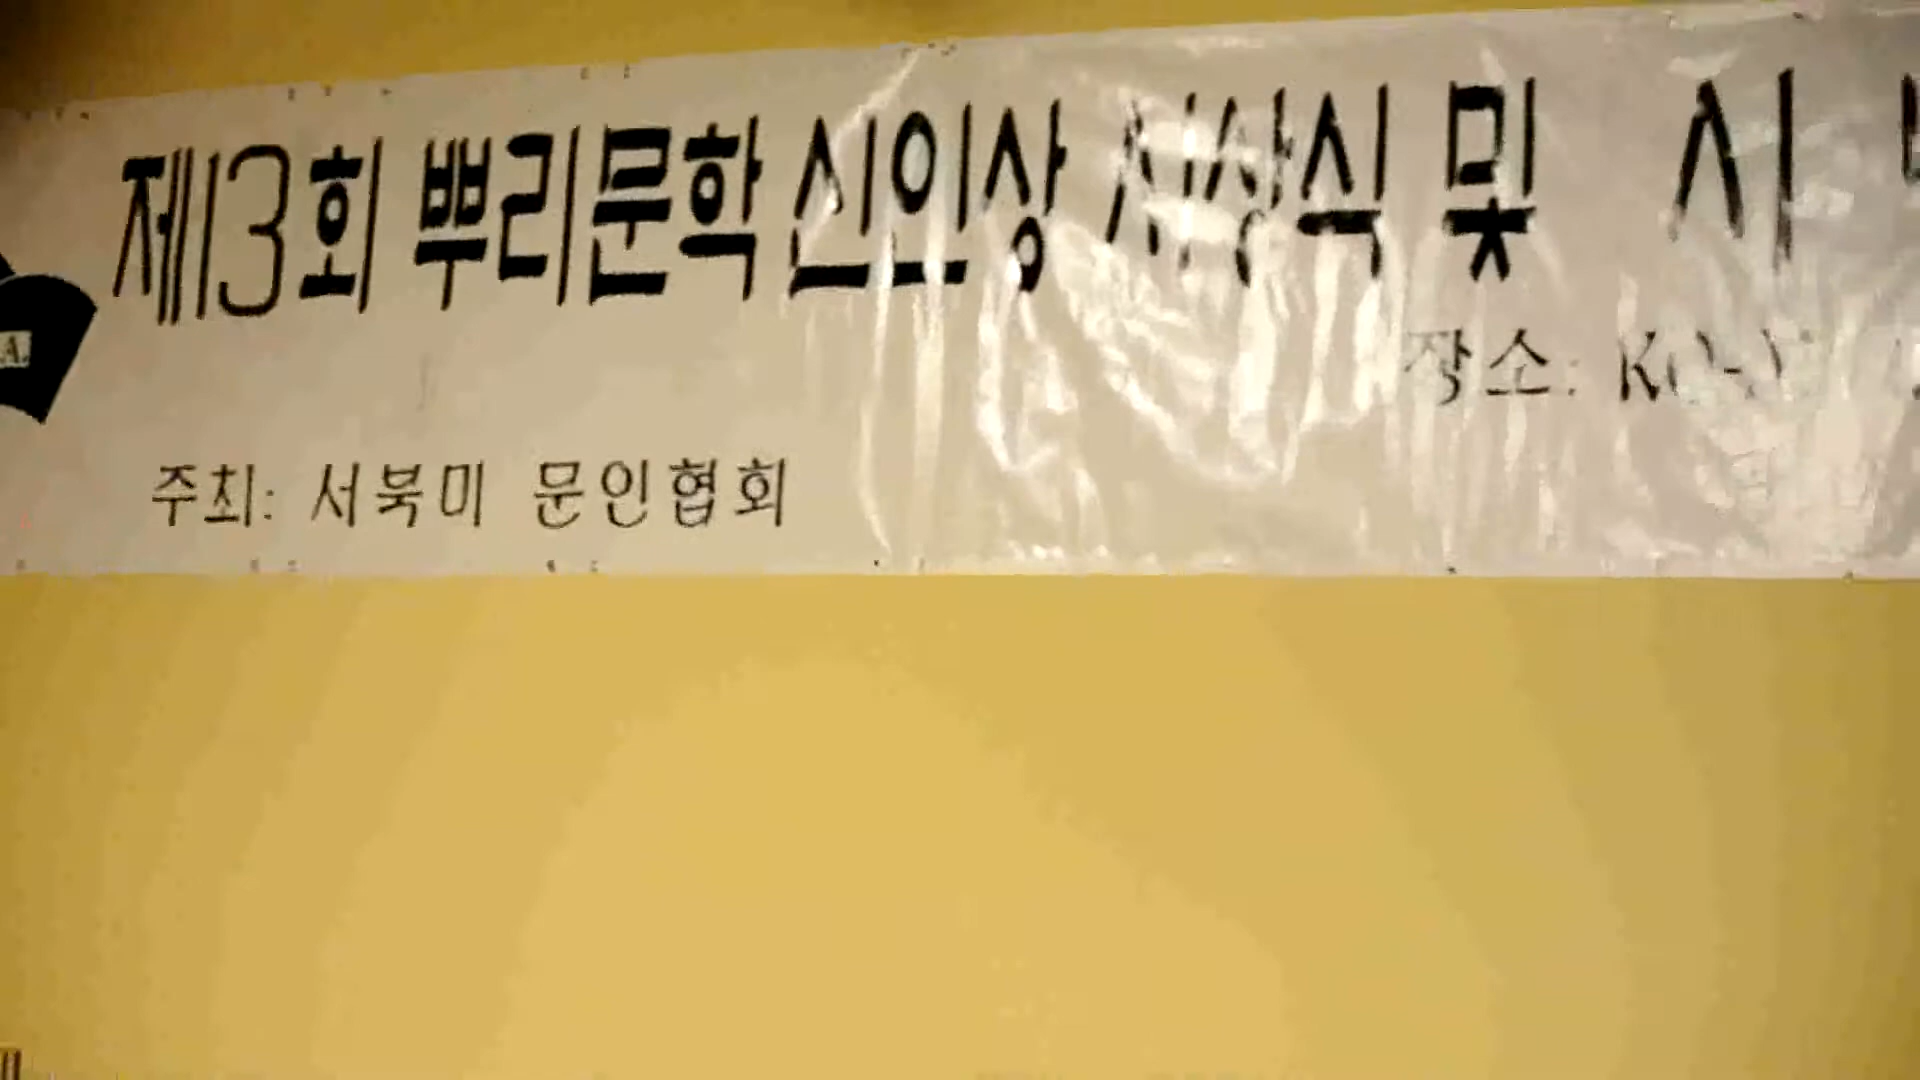 제13회 뿌리문학 신인상 시상식 및 시
장소:
A.
주최: 서북미 문인협회